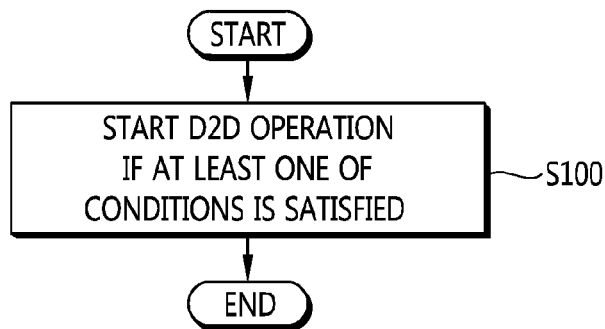 START
START D2D OPERATION
IF AT LEAST ONE OF
CONDITIONS IS SATISFIED
S100
END